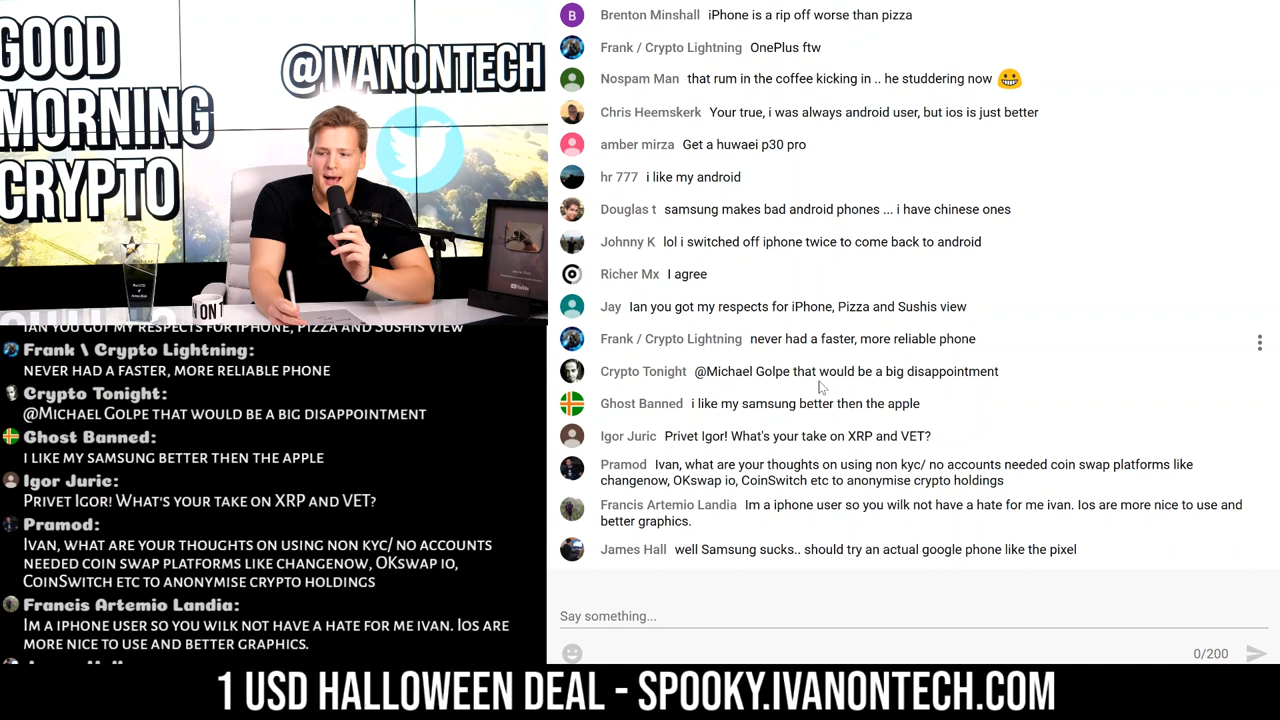 GOOD
MORNING
CRYPTO
@IVANONTECH
ON T
IAN YOU GOT MY RESPECTS FOR IPHONE, PIZZA AND SUSHIS VIEW
Frank \ Crypto Lightning:
NEVER HAD A FASTER, MORE RELIABLE PHONE
Crypto Tonight:
@MICHAEL GOLPE THAT WOULD BE A BIG DISAPPOINTMENT
Ghost Banned:
I LIKE MY SAMSUNG BETTER THEN THE APPLE
Igor Juric:
PRIVET IGOR! WHAT'S YOUR TAKE ON XRP AND VET?
Pramod:
IVAN, WHAT ARE YOUR THOUGHTS ON USING NON KYC/ NO ACCOUNTS
NEEDED COIN SWAP PLATFORMS LIKE CHANGENOW, OKSWAP IO,
COINSWITCH ETC TO ANONYMISE CRYPTO HOLDINGS
Francis Artemio Landia:
IM A IPHONE USER SO YOU WILK NOT HAVE A HATE FOR ME IVAN. IOS ARE
MORE NICE TO USE AND BETTER GRAPHICS.
B
Brenton Minshall iPhone is a rip off worse than pizza
Frank / Crypto Lightning OnePlus ftw
Nospam Man that rum in the coffee kicking in .. he studdering now
Chris Heemskerk Your true, i was always android user, but ios is just better
amber mirza Get a huwaei p30 pro
hr 777 i like my android
Douglas t samsung makes bad android phones ... i have chinese ones
Johnny K lol i switched off iphone twice to come back to android
Richer Mx I agree
Jay Ian you got my respects for iPhone, Pizza and Sushis view
Frank / Crypto Lightning never had a faster, more reliable phone
Crypto Tonight @Michael Golpe that would be a big disappointment
Ghost Banned i like my samsung better then the apple
Igor Juric Privet Igor! What's your take on XRP and VET?
Pramod Ivan, what are your thoughts on using non kyc/ no accounts needed coin swap platforms like
changenow, OKswap io, CoinSwitch etc to anonymise crypto holdings
Francis Artemio Landia Im a iphone user so you wilk not have a hate for me ivan. Ios are more nice to use and
better graphics.
James Hall well Samsung sucks.. should try an actual google phone like the pixel
Say something...
0/200
1 USD HALLOWEEN DEAL - SPOOKY.IVANONTECH.COM